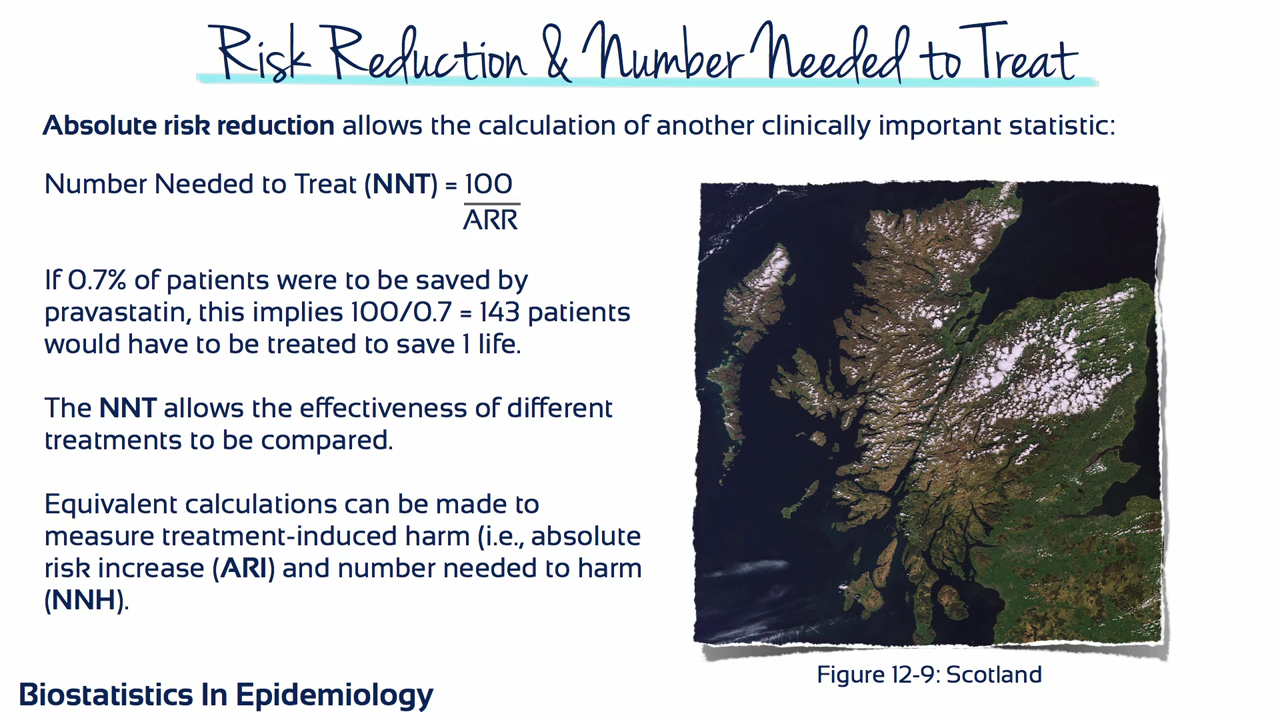 Risk Reduction & Number Needed to Treat
Absolute risk reduction allows the calculation of another clinically important statistic:
Number Needed to Treat (NNT) = 100
ARR
If 0.7% of patients were to be saved by
pravastatin, this implies 100/0.7 = 143 patients
would have to be treated to save 1 life.
The NNT allows the effectiveness of different
treatments to be compared.
Equivalent calculations can be made to
measure treatment-induced harm (i.e., absolute
risk increase (ARI) and number needed to harm
(NNH).
Figure 12-9: Scotland
Biostatistics In Epidemiology